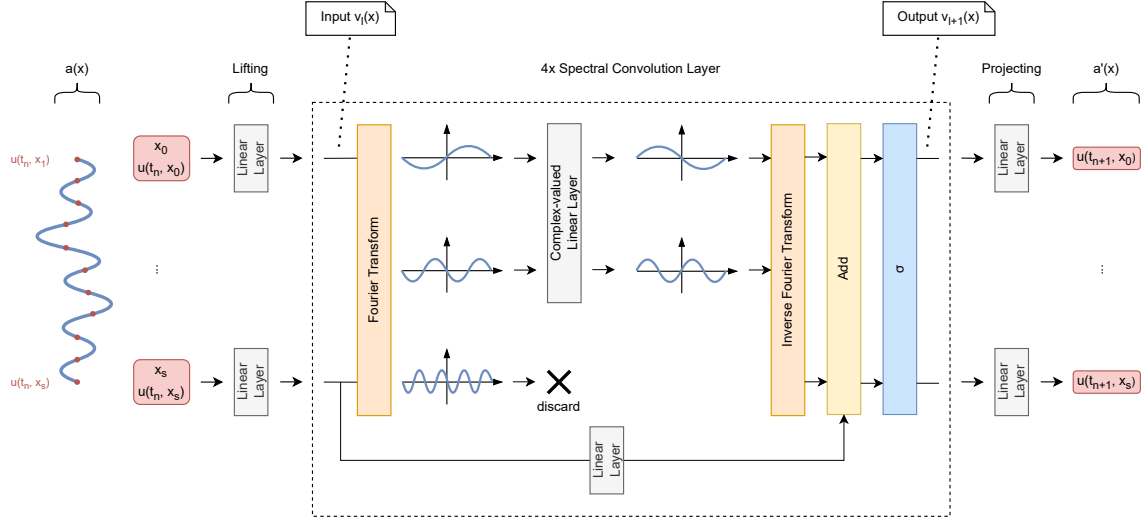 Input v_l(x)
Output v_{l+1}(x)
a(x)
Lifting
4x Spectral Convolution Layer
Projecting
a'(x)
u(t_n, x_1)
x_0
u(t_n, x_0)
Linear
Layer
Fourier Transform
Complex-valued
Linear Layer
Inverse Fourier Transform
Add
σ
Linear
Layer
u(t_{n+1}, x_0)
...
...
u(t_n, x_s)
x_s
u(t_n, x_s)
Linear
Layer
discard
Linear
Layer
u(t_{n+1}, x_s)
Linear
Layer